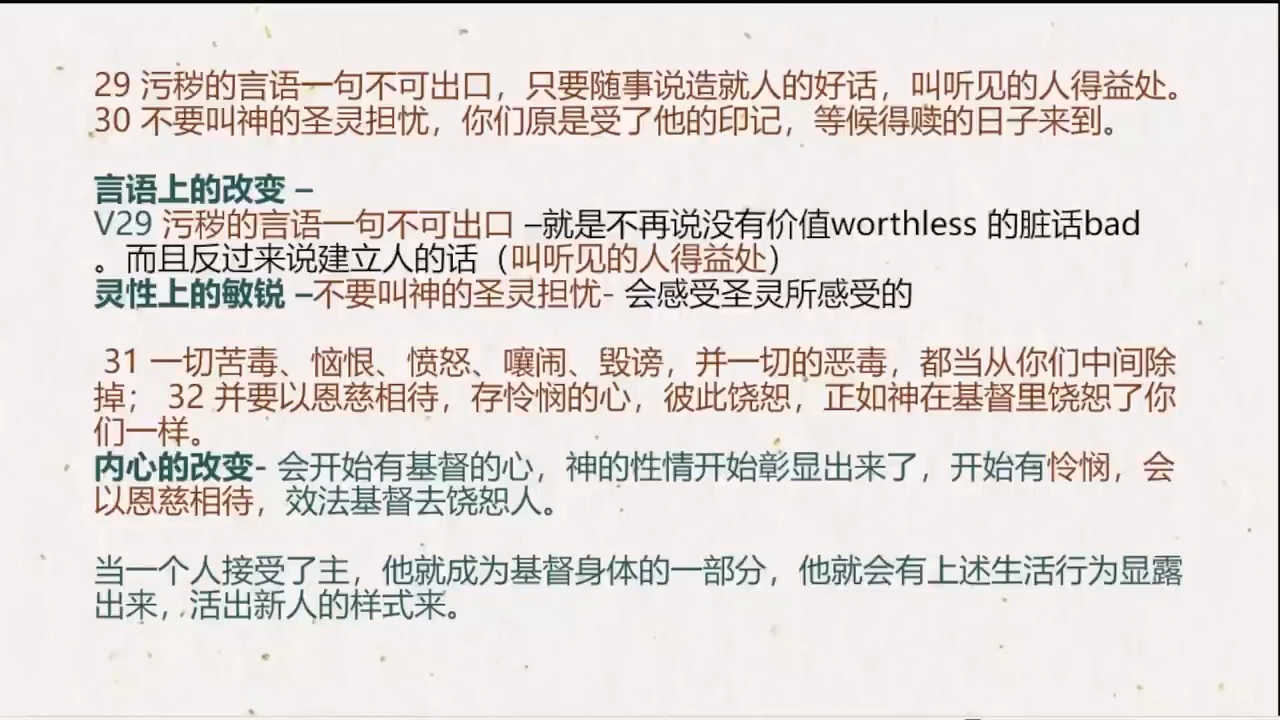 29 污秽的言语一句不可出口，只要随事说造就人的好话，叫听见的人得益处。
30 不要叫神的圣灵担忧，你们原是受了他的印记，等候得赎的日子来到。
言语上的改变 –
V29 污秽的言语一句不可出口 –就是不再说没有价值worthless 的脏话bad
。而且反过来说建立人的话（叫听见的人得益处）
灵性上的敏锐 –不要叫神的圣灵担忧- 会感受圣灵所感受的
31 一切苦毒、恼恨、愤怒、嚷闹、毁谤，并一切的恶毒，都当从你们中间除
掉； 32 并要以恩慈相待，存怜悯的心，彼此饶恕，正如神在基督里饶恕了你
们一样。
内心的改变- 会开始有基督的心，神的性情开始彰显出来了，开始有怜悯，会
以恩慈相待，效法基督去饶恕人。
当一个人接受了主，他就成为基督身体的一部分，他就会有上述生活行为显露
出来，活出新人的样式来。